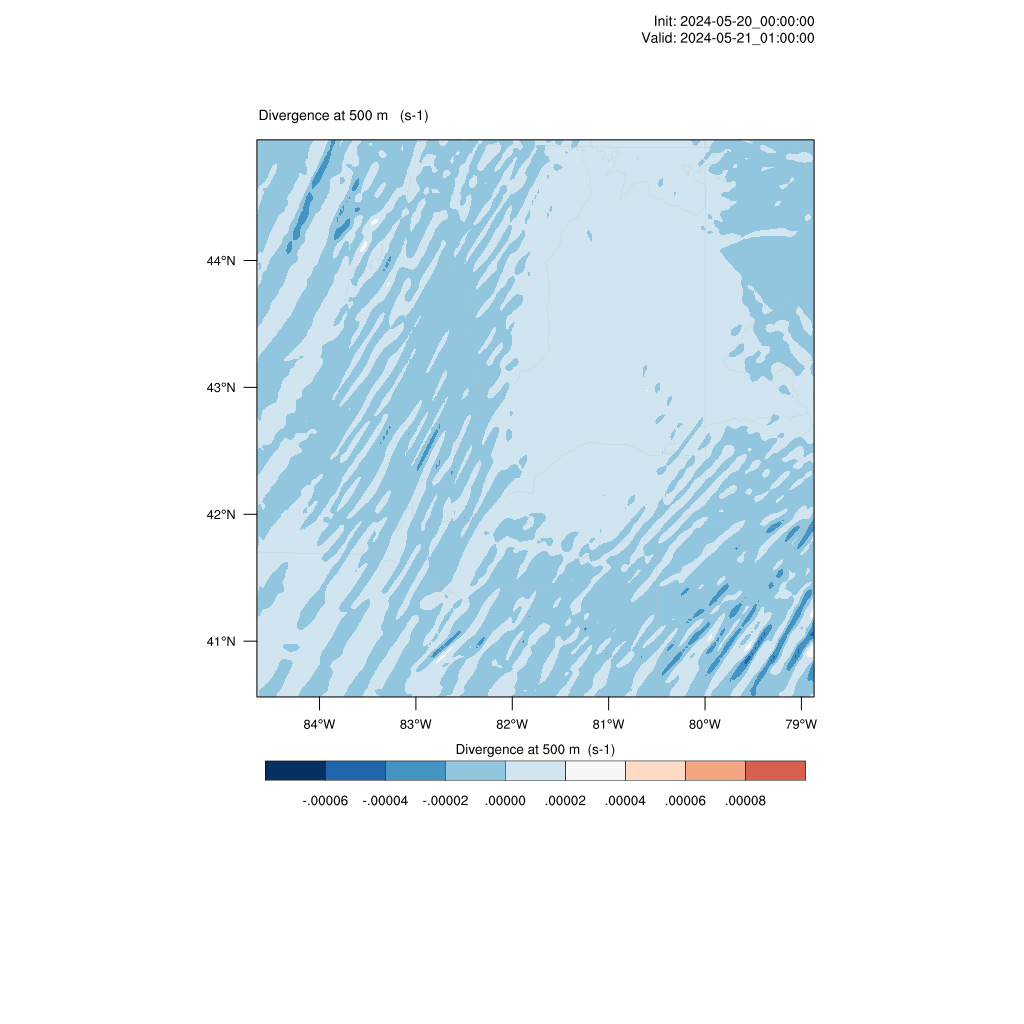 Init: 2024-05-20_00:00:00
Valid: 2024-05-21_01:00:00
Divergence at 500 m   (s-1)
44°N
43°N
42°N
41°N
84°W 83°W 82°W 81°W 80°W 79°W
Divergence at 500 m  (s-1)
-.00006 -.00004 -.00002 .00000 .00002 .00004 .00006 .00008